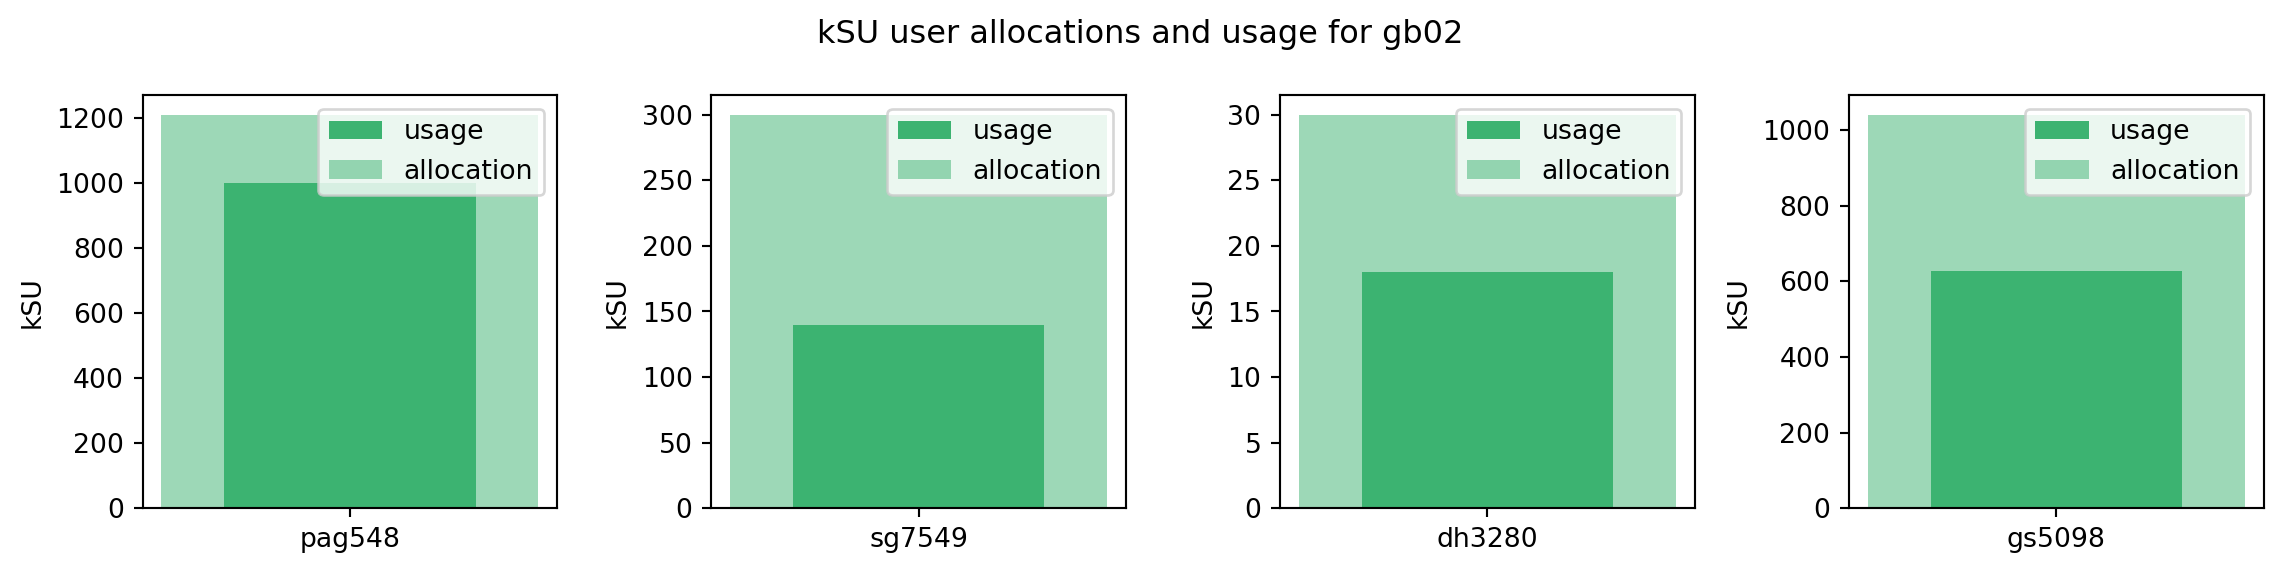 kSU user allocations and usage for gb02
kSU
1200
1000
800
600
400
200
0
usage
allocation
pag548
kSU
300
250
200
150
100
50
0
usage
allocation
sg7549
kSU
30
25
20
15
10
5
0
usage
allocation
dh3280
kSU
1000
800
600
400
200
0
usage
allocation
gs5098